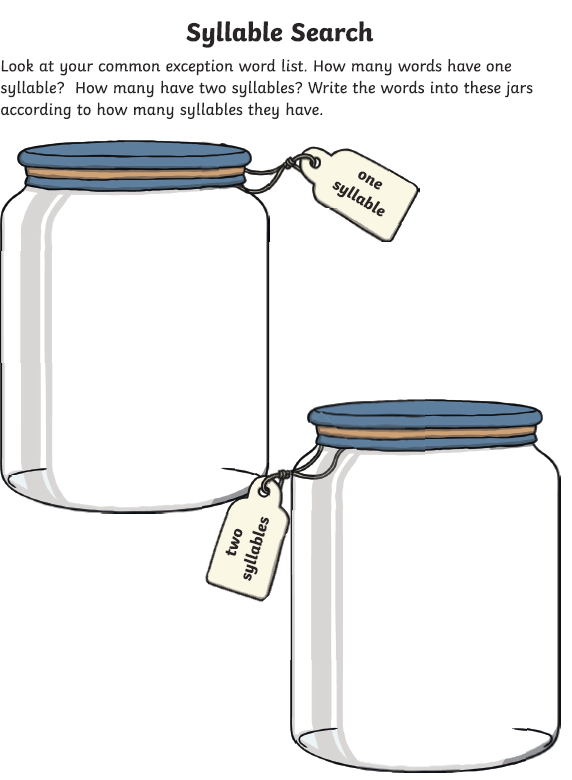 Syllable Search
Look at your common exception word list. How many words have one
syllable?  How many have two syllables? Write the words into these jars
according to how many syllables they have.
one
syllable
two
syllables